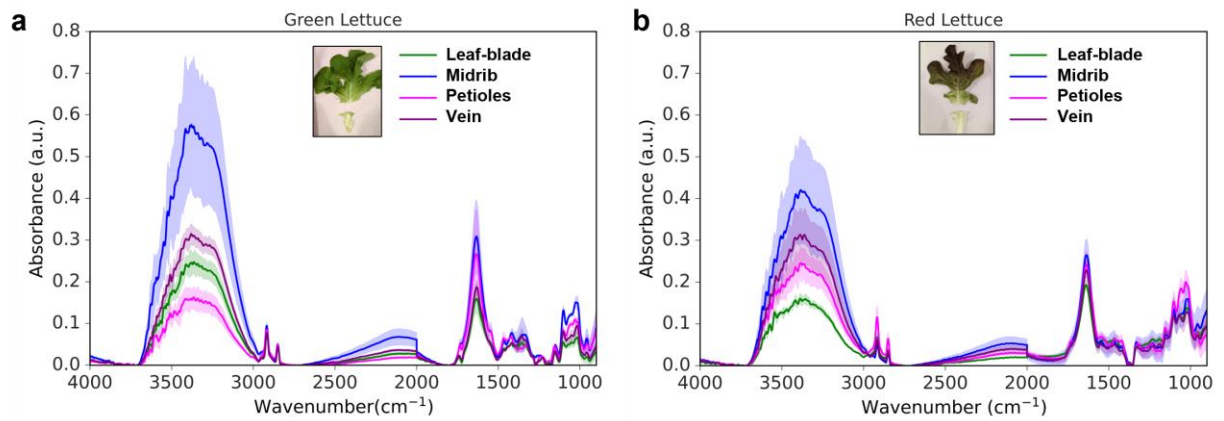 a
Green Lettuce
Absorbance (a.u.)
0.8
0.7
0.6
0.5
0.4
0.3
0.2
0.1
0.0
Leaf-blade
Midrib
Petioles
Vein
4000 3500 3000 2500 2000 1500 1000
Wavenumber(cm⁻¹)
b
Red Lettuce
Absorbance (a.u.)
0.8
0.7
0.6
0.5
0.4
0.3
0.2
0.1
0.0
Leaf-blade
Midrib
Petioles
Vein
4000 3500 3000 2500 2000 1500 1000
Wavenumber (cm⁻¹)